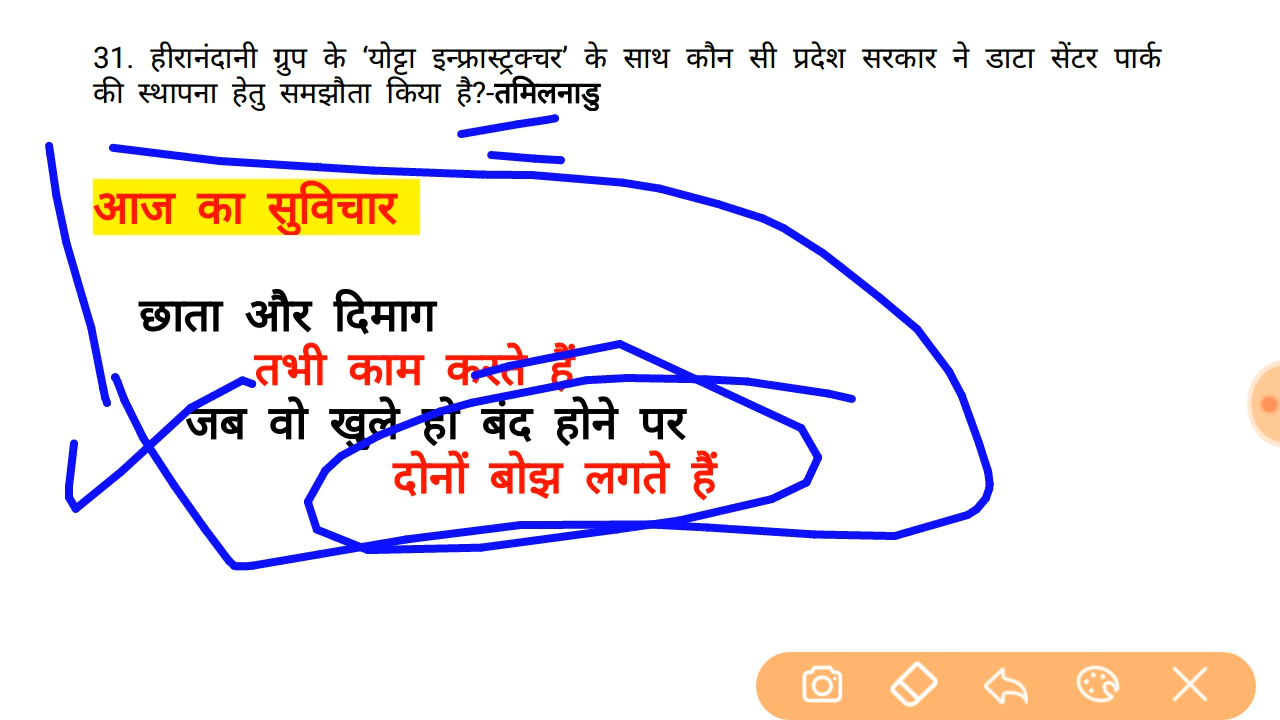 31. हीरानंदानी ग्रुप के ‘योट्टा इन्फ्रास्ट्रक्चर’ के साथ कौन सी प्रदेश सरकार ने डाटा सेंटर पार्क
की स्थापना हेतु समझौता किया है?-तमिलनाडु
आज का सुविचार
छाता और दिमाग
तभी काम करते हैं
जब वो खुले हो बंद होने पर
दोनों बोझ लगते हैं